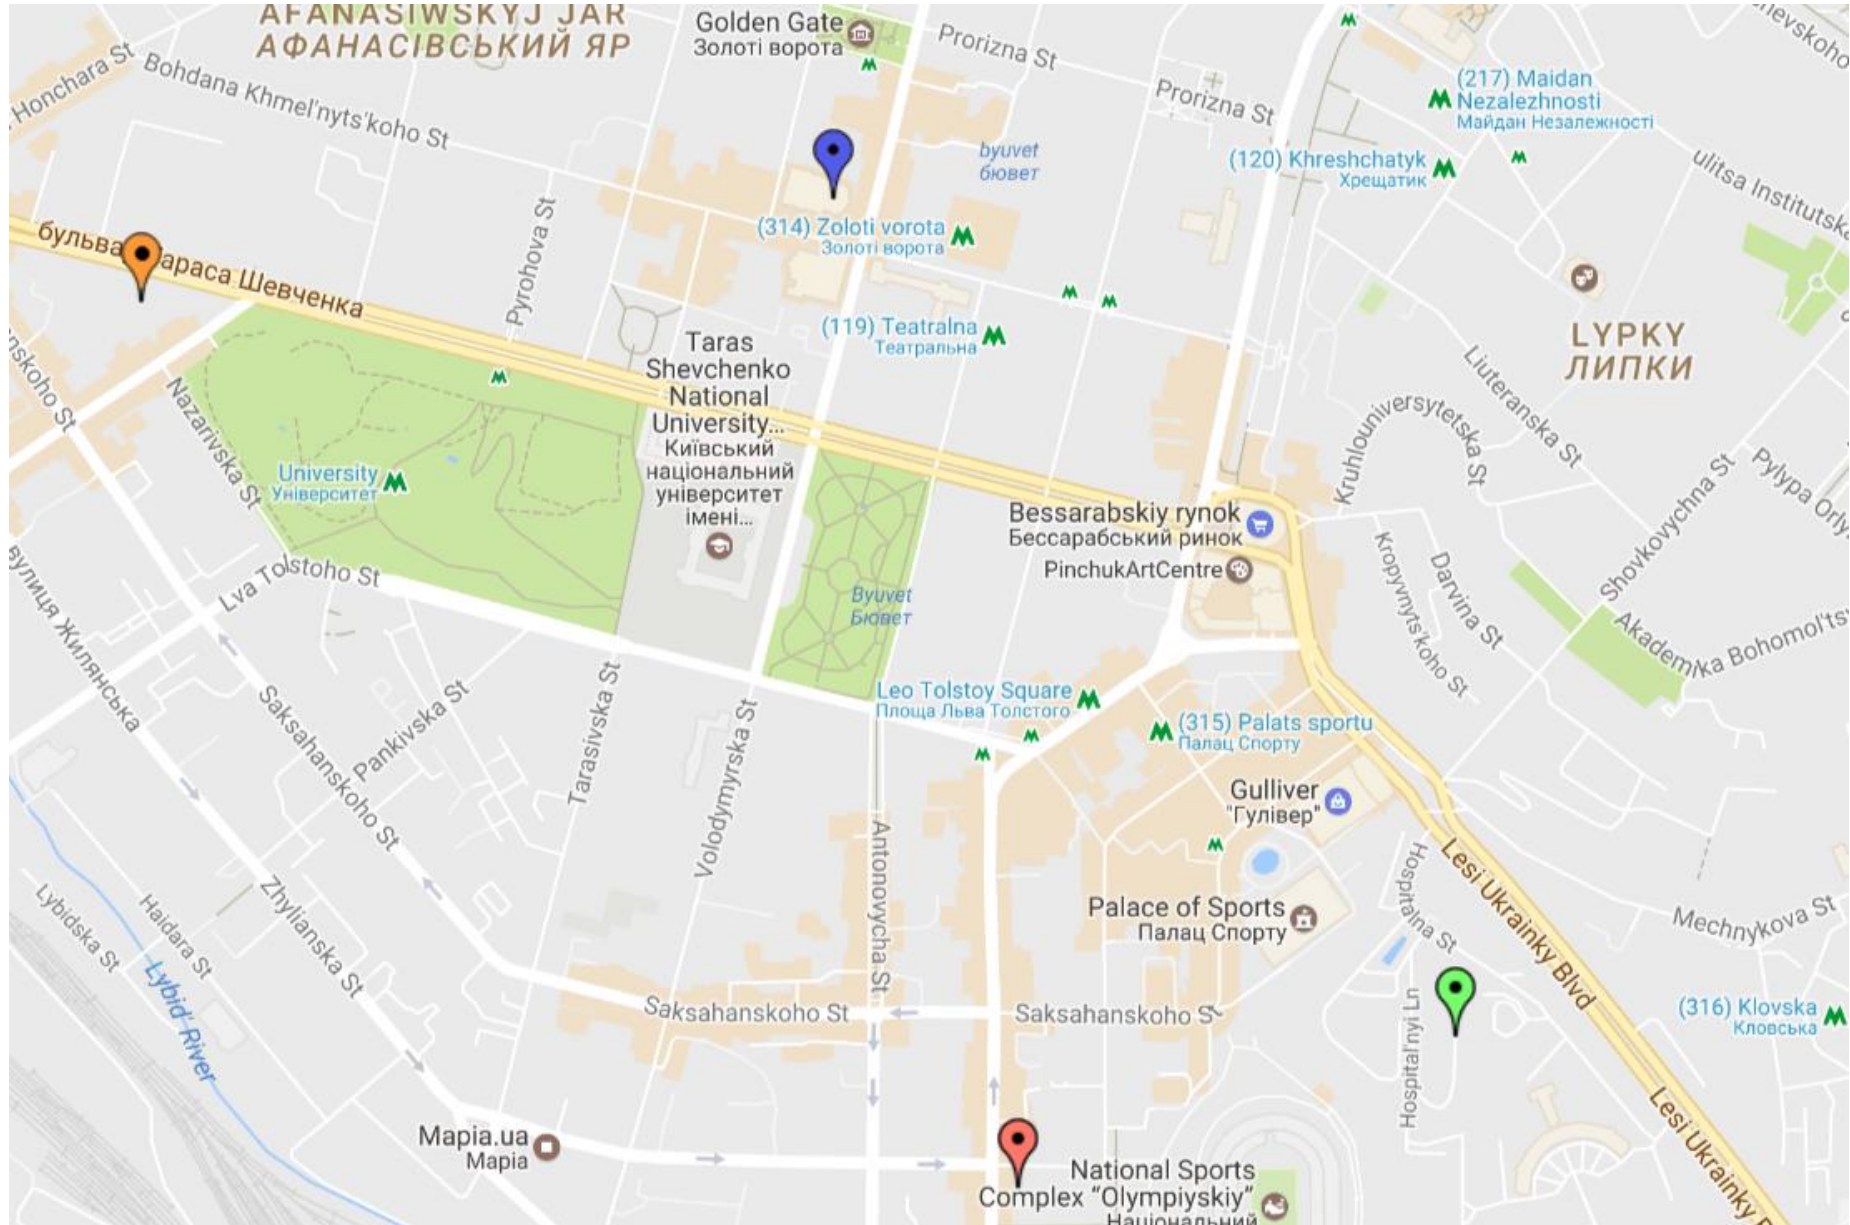 AFANASIWSKYJ JAR
АФАНАСІВСЬКИЙ ЯР
Golden Gate
Золоті ворота
Prorizna St
Prorizna St
Honchara St
Bohdana Khmel'nyts'koho St
(217) Maidan
Nezalezhnosti
Майдан Незалежності
byuvet
бювет
(120) Khreshchatyk
Хрещатик
ulitsa Institutska
(314) Zoloti vorota
Золоті ворота
Pyrohova St
Шевченка
(119) Teatralna
Театральна
LYPKY
ЛИПКИ
Taras
Shevchenko
National
University...
Київський
національний
університет
імені...
Liuteranska St
Kruhlouniversytetska St
Nazarivska St
University
Університет
Shovkovychna St
Pylypa
Bessarabskiy rynok
Бессарабський ринок
PinchukArtCentre
Kropyvnyts'koho St
Darvina St
Lva Tolstoho St
вулиця Жилянська
Byuvet
Бювет
Akademika Bohomol'ts
Leo Tolstoy Square
Площа Льва Толстого
(315) Palats sportu
Палац Спорту
Saksahanskoho St
Pankivska St
Tarasivska St
Volodymyrska St
Gulliver
"Гулівер"
Antonovycha St
Hospitalna St
Lesi Ukrainky Blvd
Lybidska St
Haidara St
Zhylianska St
Palace of Sports
Палац Спорту
Mechnykova St
Lybid' River
Saksahanskoho St
Saksahanskoho S
Hospital'nyi Ln
(316) Klovska
Кловська
Mapia.ua
Mapia
Lesi Ukrainky
National Sports
Complex “Olympiyskiy”
Національний